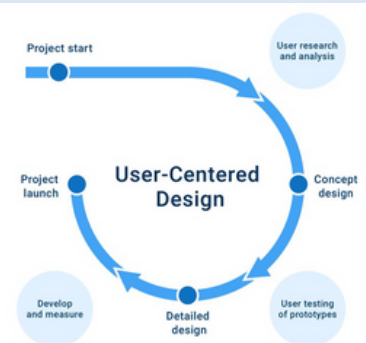 Project start
User research
and analysis
User-Centered
Design
Project
launch
Concept
design
Develop
and measure
Detailed
design
User testing
of prototypes